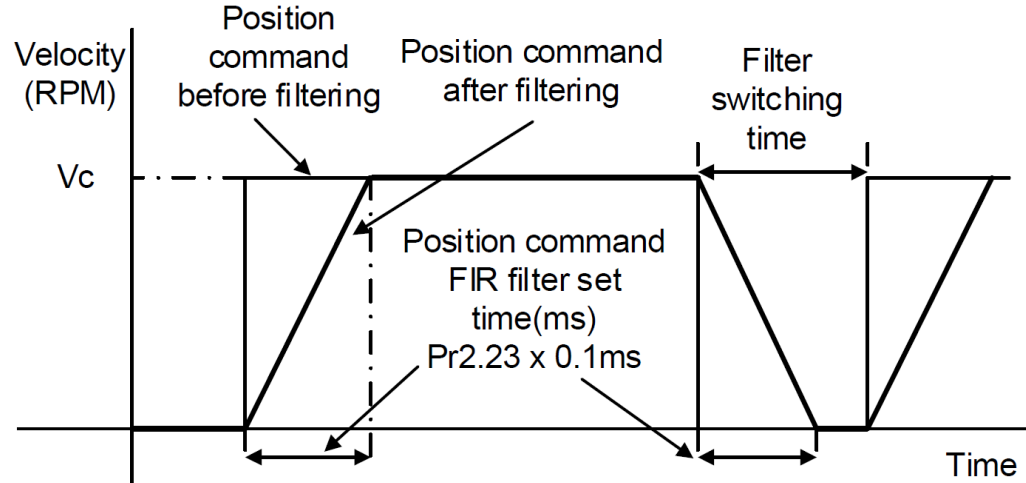 Velocity
(RPM)
Position
command
before filtering
Position command
after filtering
Filter
switching
time
Vc
Position command
FIR filter set
time(ms)
Pr2.23 x 0.1ms
Time